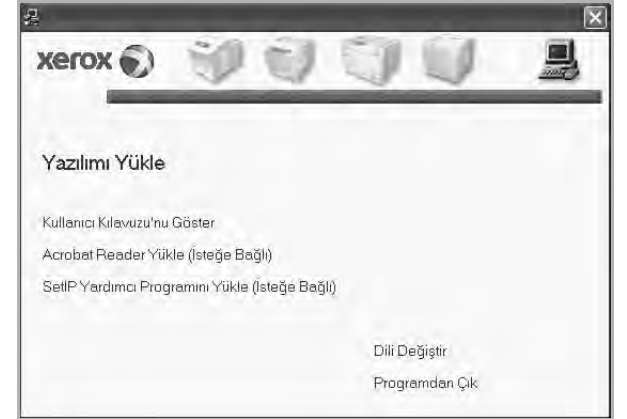 xerox
Yazılımı Yükle
Kullanıcı Kılavuzu'nu Göster
Acrobat Reader Yükle (İsteğe Bağlı)
SetIP Yardımcı Programını Yükle (İsteğe Bağlı)
Dili Değiştir
Programdan Çık